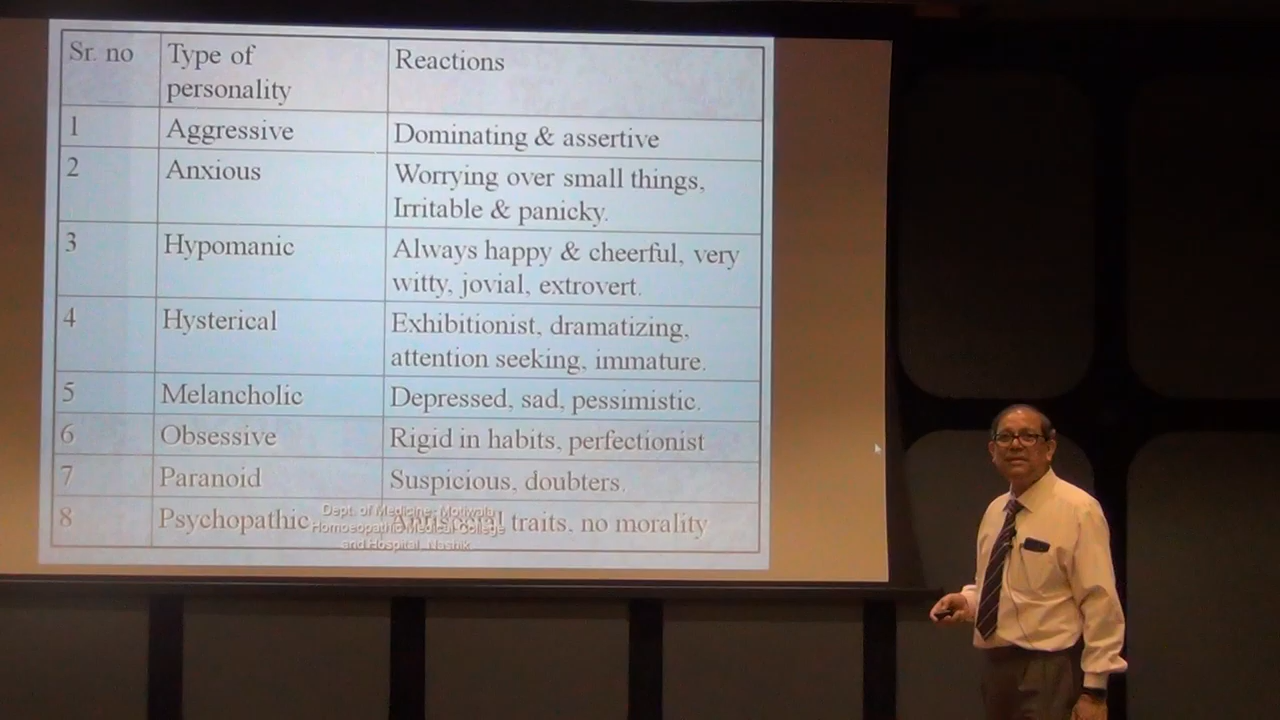 Sr. no Type of Reactions
personality
1 Aggressive Dominating & assertive
2 Anxious Worrying over small things,
Irritable & panicky.
3 Hypomanic Always happy & cheerful, very
witty, jovial, extrovert.
4 Hysterical Exhibitionist, dramatizing,
attention seeking, immature.
5 Melancholic Depressed, sad, pessimistic.
6 Obsessive Rigid in habits, perfectionist
7 Paranoid Suspicious, doubters.
8 Psychopathic Antisocial traits, no morality
Dept. of Medicine, Motiwala
Homoeopathic Medical College
and Hospital, Nashik